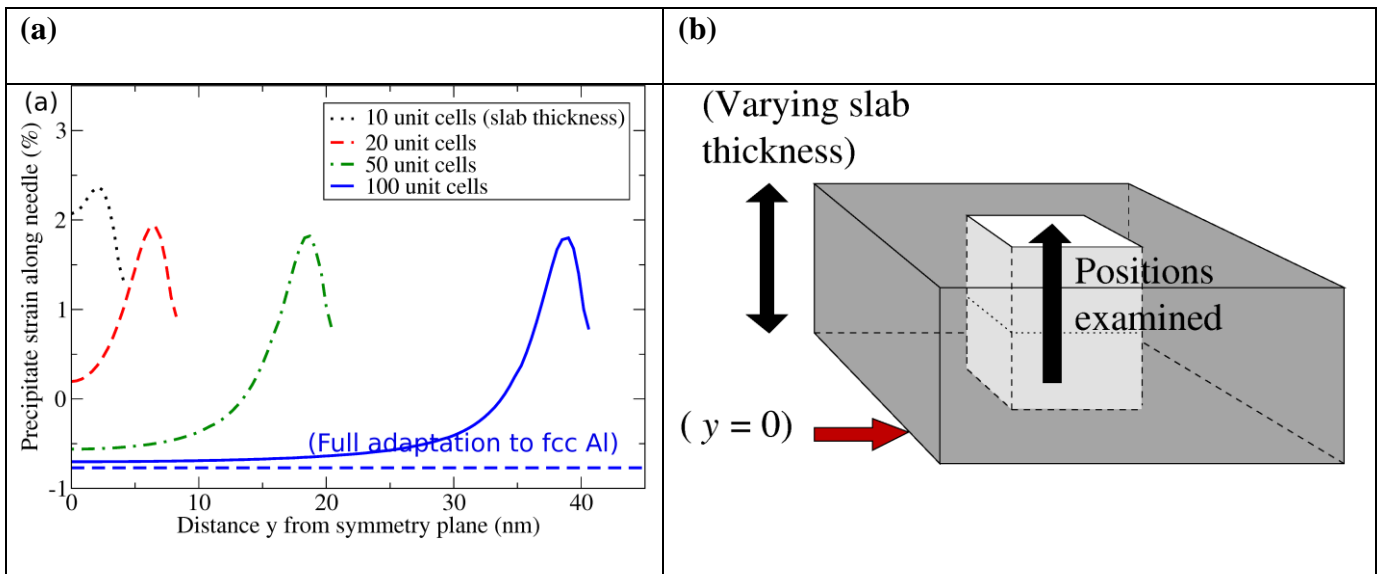 (a)
(b)
(a)
Precipitate strain along needle (%)
3
2
1
0
-1
10 unit cells (slab thickness)
20 unit cells
50 unit cells
100 unit cells
(Full adaptation to fcc Al)
0
10
20
30
40
Distance y from symmetry plane (nm)
(Varying slab
thickness)
Positions
examined
( y = 0)